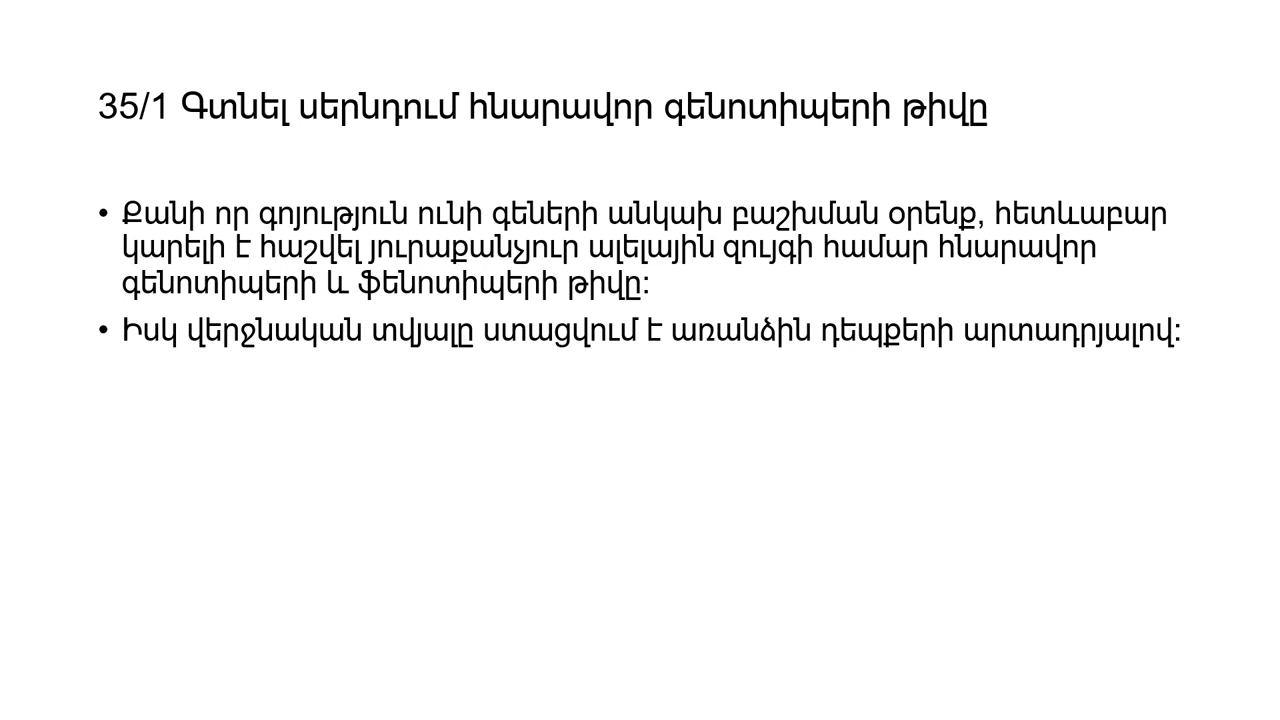 35/1 Գտնել սերնդում հնարավոր գենոտիպերի թիվը
• Քանի որ գոյություն ունի գեների անկախ բաշխման օրենք, հետևաբար
կարելի է հաշվել յուրաքանչյուր ալելային զույգի համար հնարավոր
գենոտիպերի և ֆենոտիպերի թիվը:
• Իսկ վերջնական տվյալը ստացվում է առանձին դեպքերի արտադրյալով: